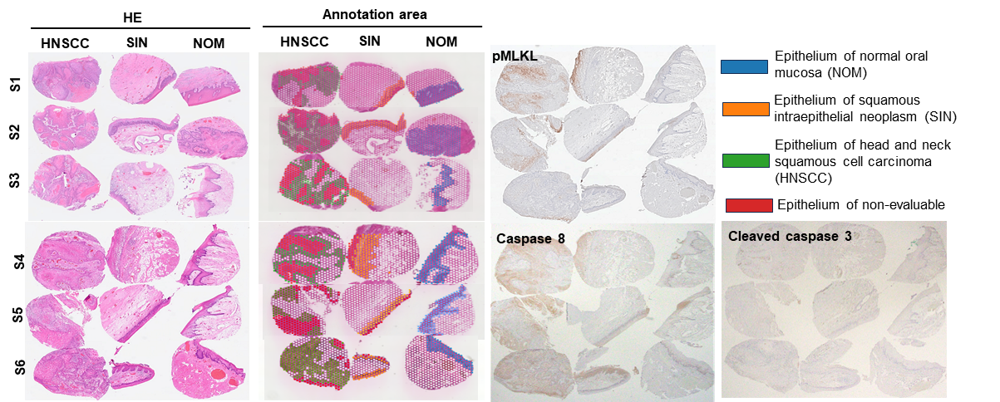 HE
HNSCC SIN NOM
S1
S2
S3
S4
S5
S6
Annotation area
HNSCC SIN NOM
pMLKL
Caspase 8
Cleaved caspase 3
Epithelium of normal oral
mucosa (NOM)
Epithelium of squamous
intraepithelial neoplasm (SIN)
Epithelium of head and neck
squamous cell carcinoma
(HNSCC)
Epithelium of non-evaluable